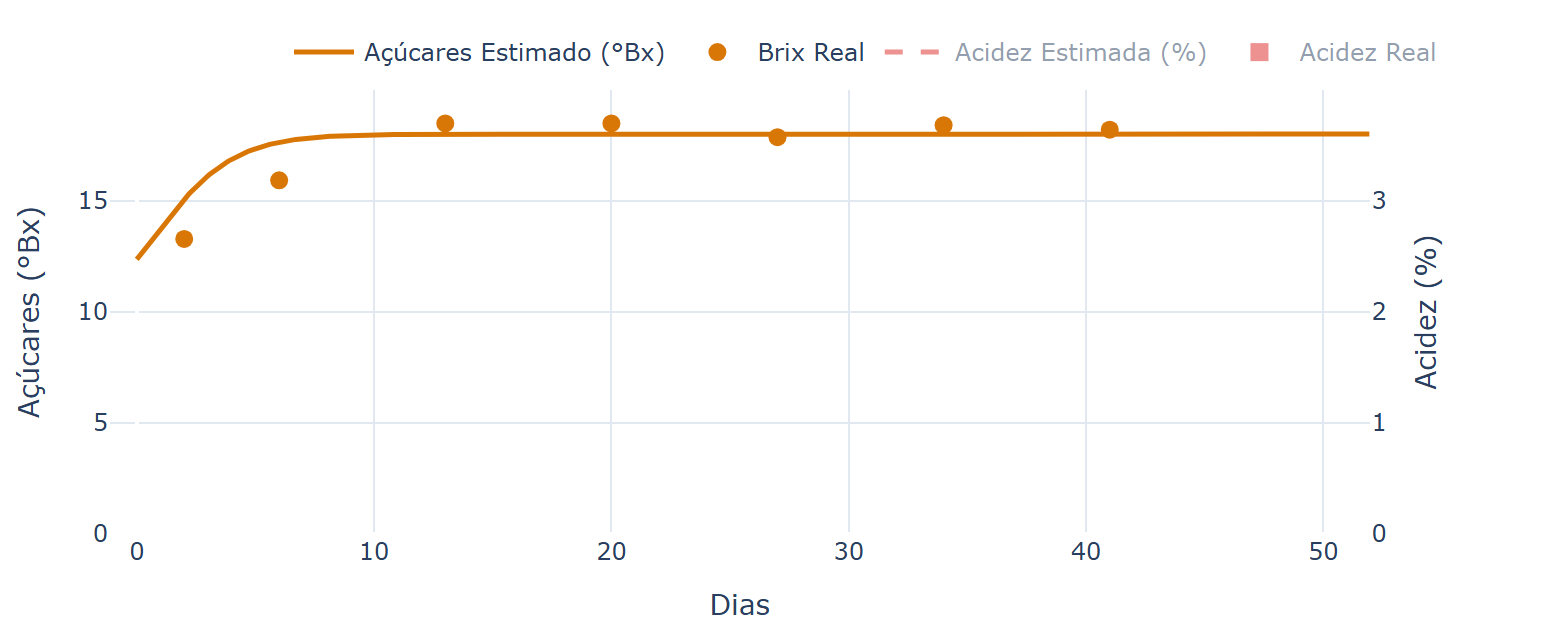 Açúcares Estimado (°Bx) Brix Real Acidez Estimada (%) Acidez Real
Açúcares (°Bx)
15
10
5
0
3
2
1
0
Acidez (%)
0 10 20 30 40 50
Dias